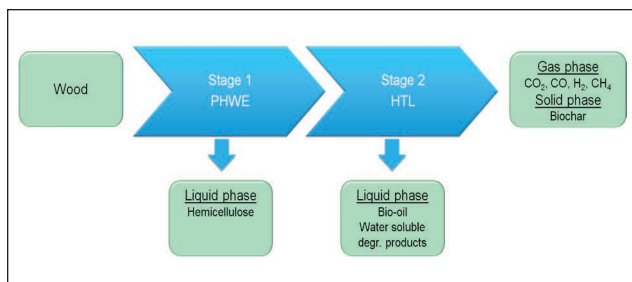 Wood
Stage 1
PHWE
Stage 2
HTL
Gas phase
CO₂, CO, H₂, CH₄
Solid phase
Biochar
Liquid phase
Hemicellulose
Liquid phase
Bio-oil
Water soluble
degr. products